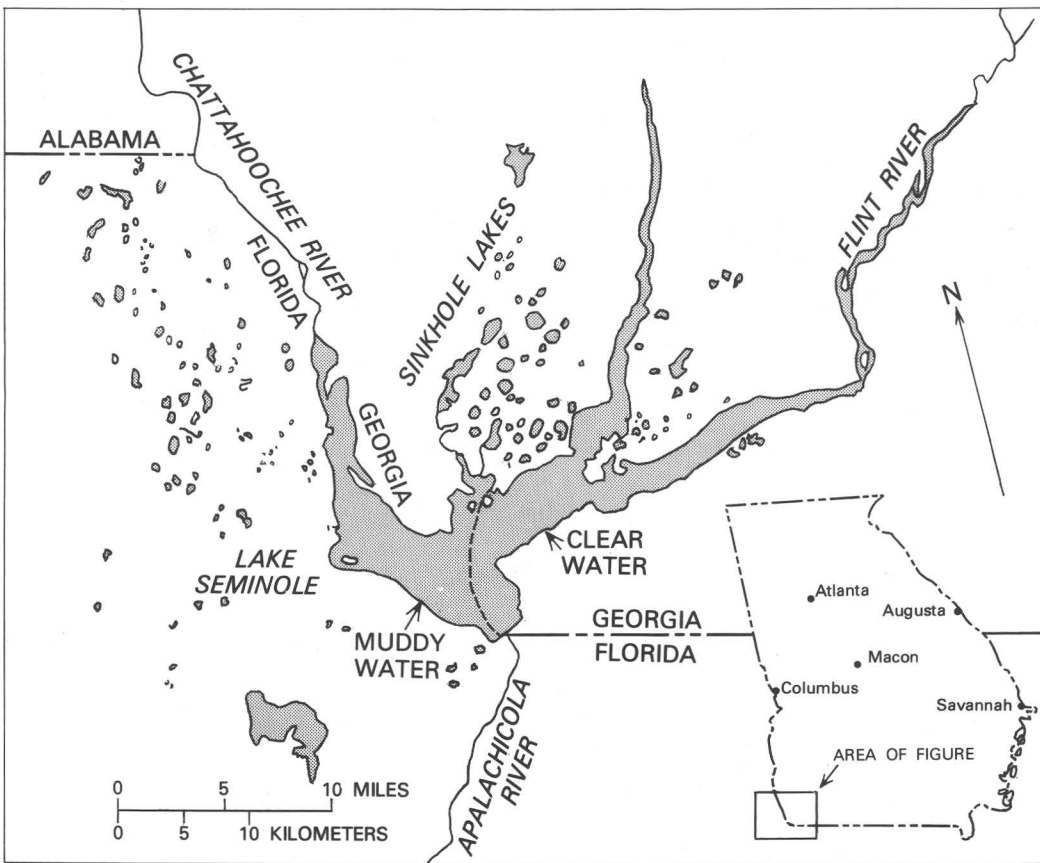 ALABAMA
CHATTAHOOCHEE RIVER
FLORIDA
GEORGIA
SINKHOLE LAKES
FLINT RIVER
N
LAKE
SEMINOLE
MUDDY
WATER
CLEAR
WATER
GEORGIA
FLORIDA
APALACHICOLA
RIVER
0 5 10 MILES
0 5 10 KILOMETERS
Atlanta
Augusta
Macon
Columbus
Savannah
AREA OF FIGURE